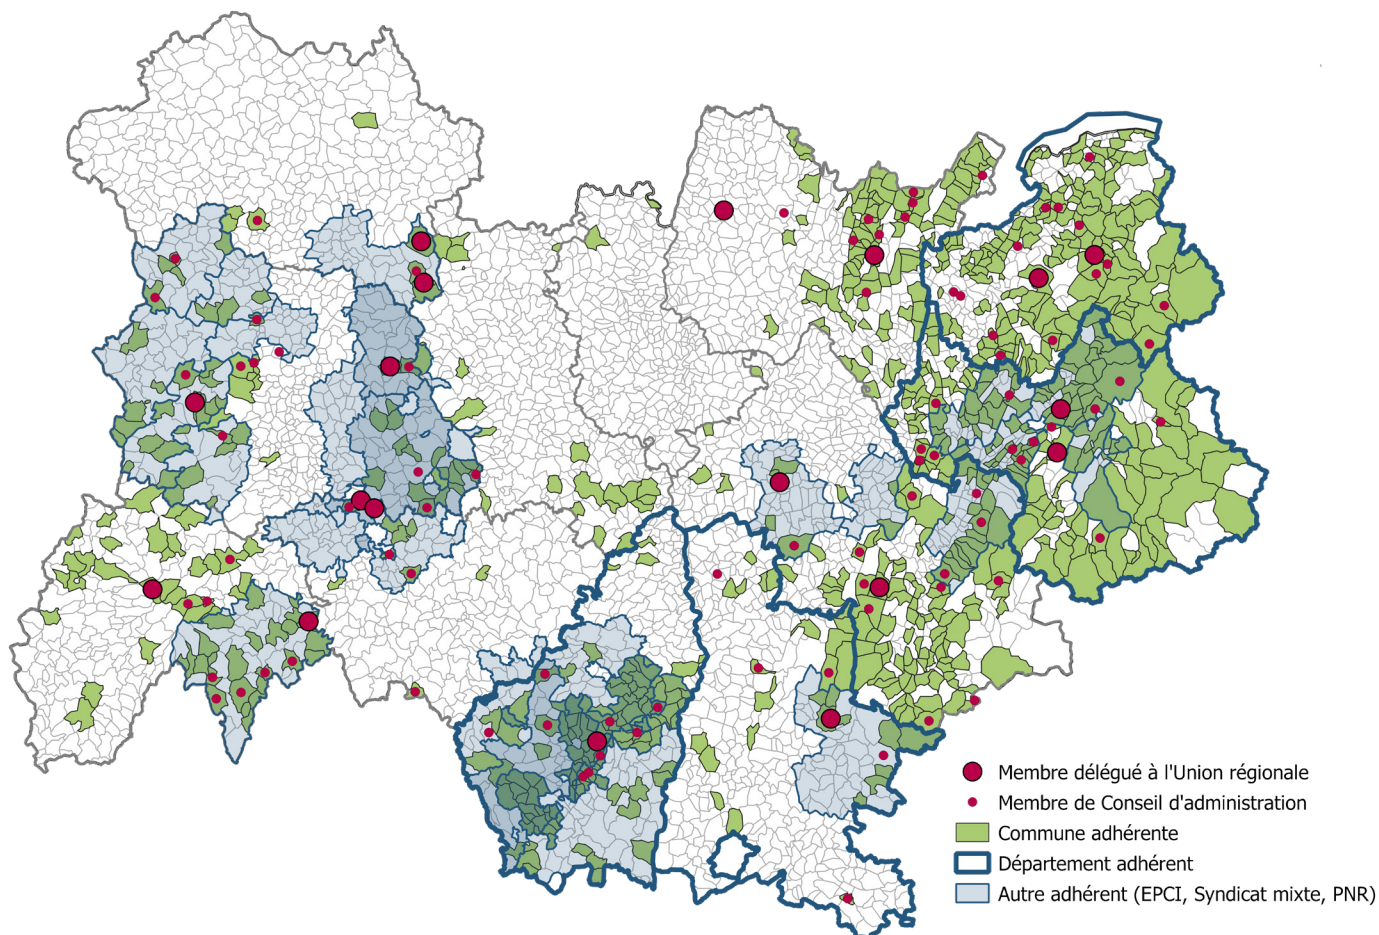 Membre délégué à l'Union régionale
Membre de Conseil d'administration
Commune adhérente
Département adhérent
Autre adhérent (EPCI, Syndicat mixte, PNR)